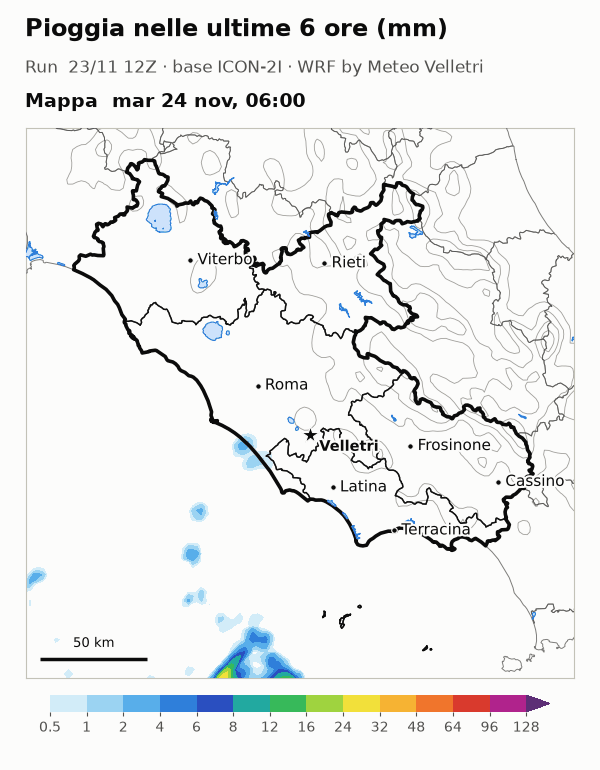 Pioggia nelle ultime 6 ore (mm)
Run  23/11 12Z · base ICON-2I · WRF by Meteo Velletri
Mappa  mar 24 nov, 06:00
Viterbo
Rieti
Roma
Velletri
Frosinone
Cassino
Latina
Terracina
50 km
0.5 1 2 4 6 8 12 16 24 32 48 64 96 128